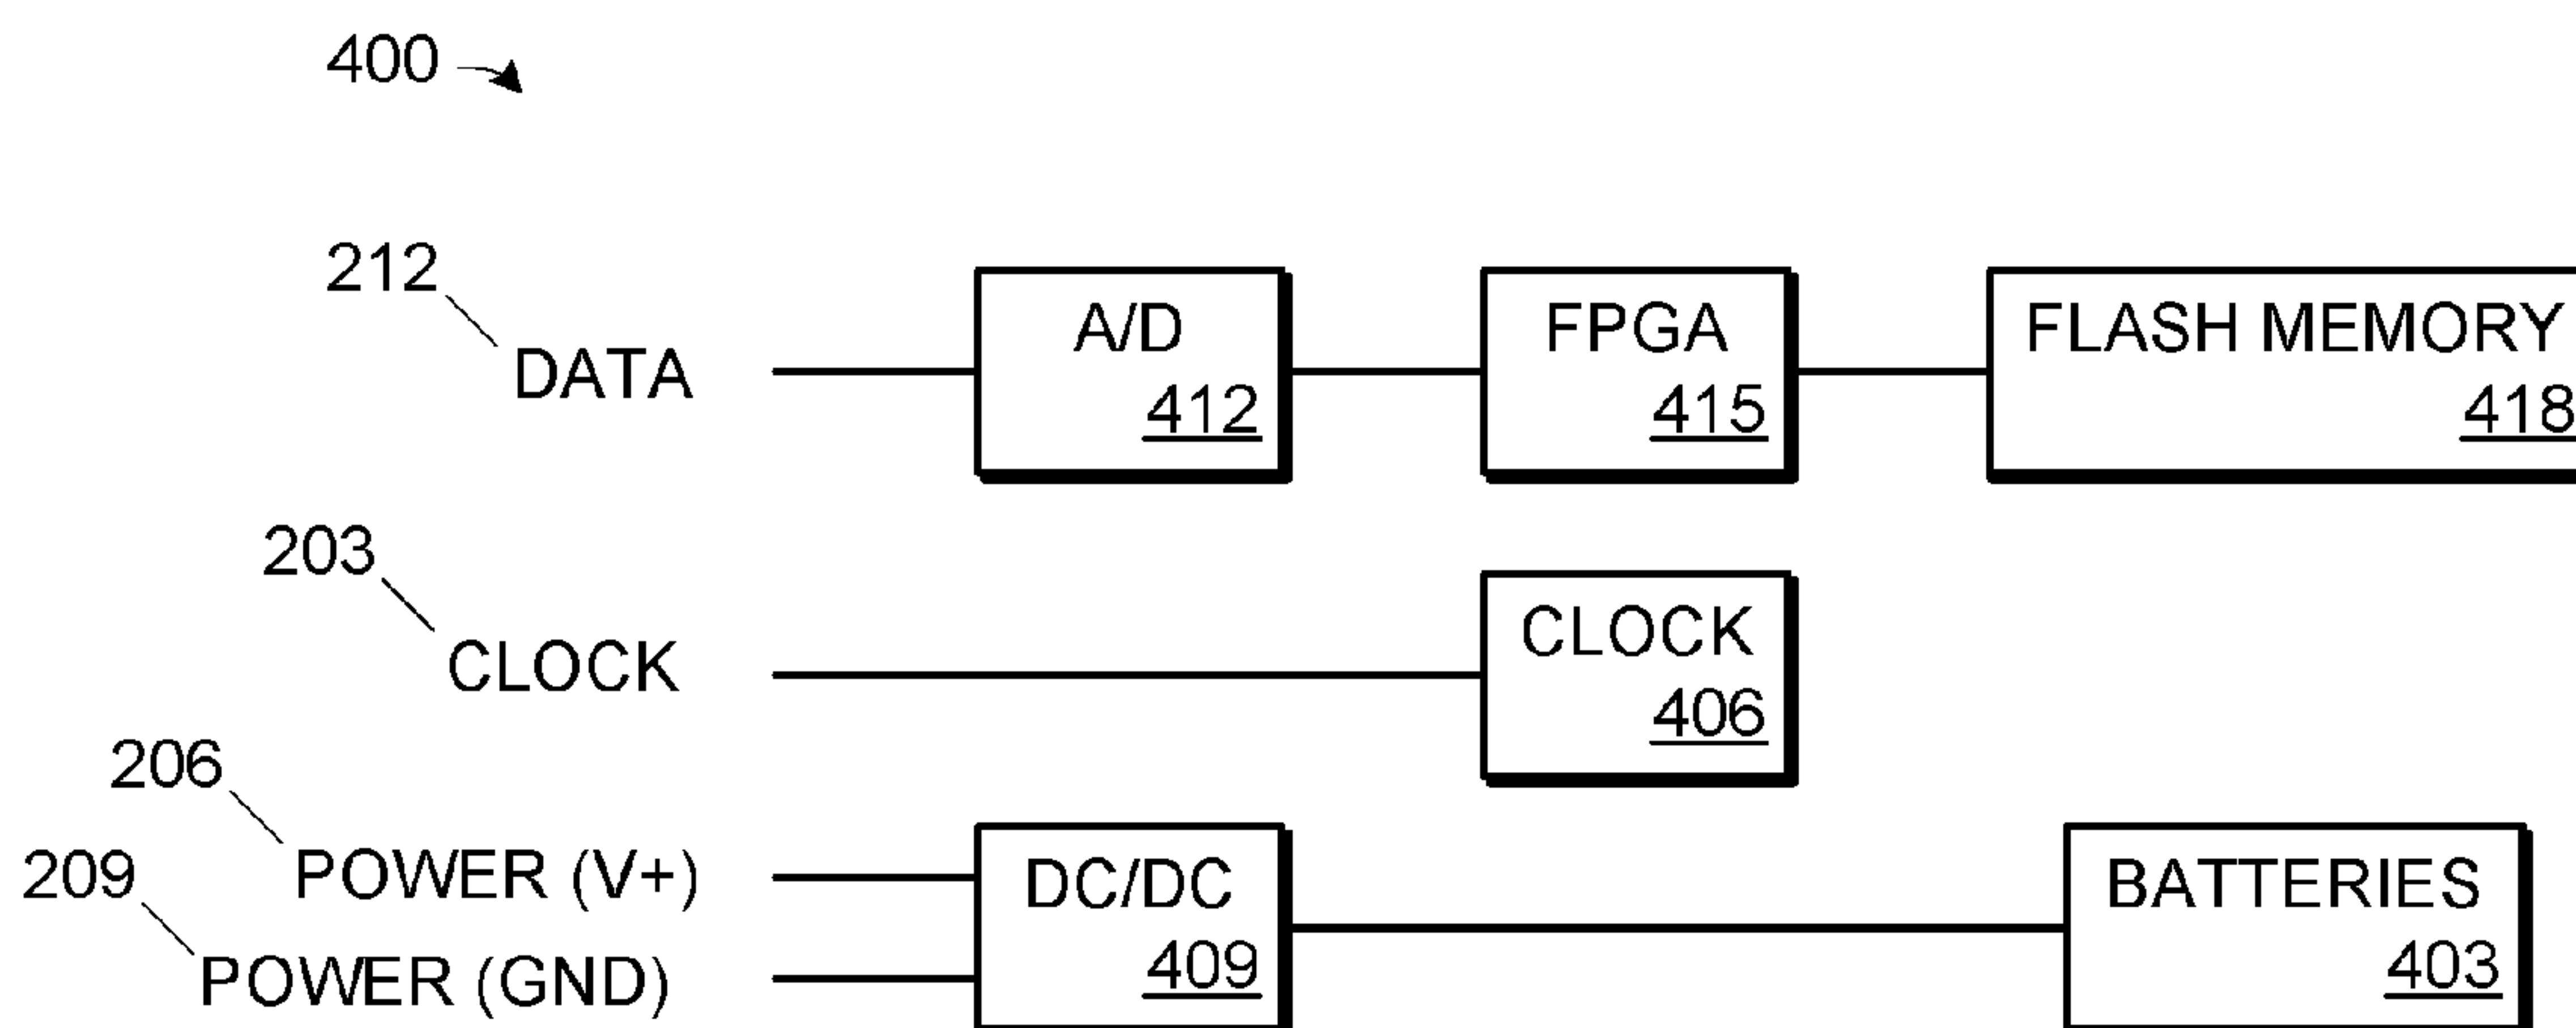 400
212
DATA
A/D
412
FPGA
415
FLASH MEMORY
418
203
CLOCK
CLOCK
406
206
POWER (V+)
209
POWER (GND)
DC/DC
409
BATTERIES
403